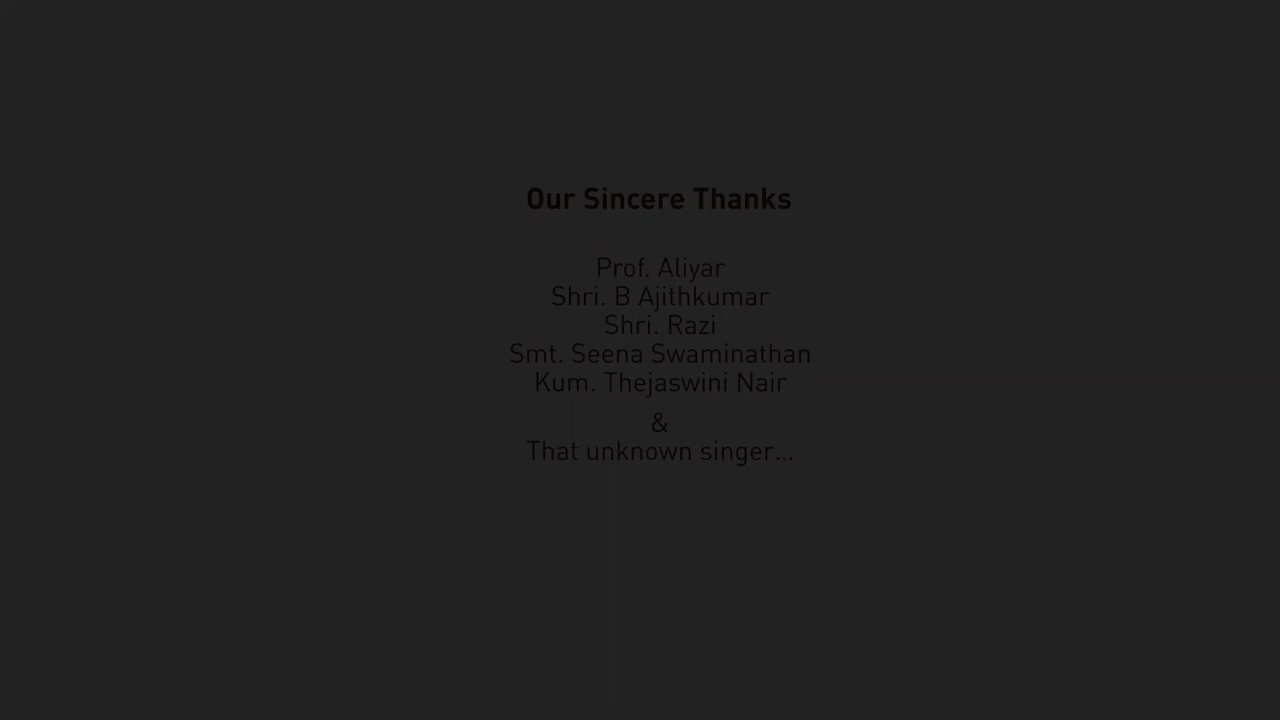 Our Sincere Thanks
Prof. Aliyar
Shri. B Ajithkumar
Shri. Razi
Smt. Seena Swaminathan
Kum. Thejaswini Nair
&
That unknown singer...